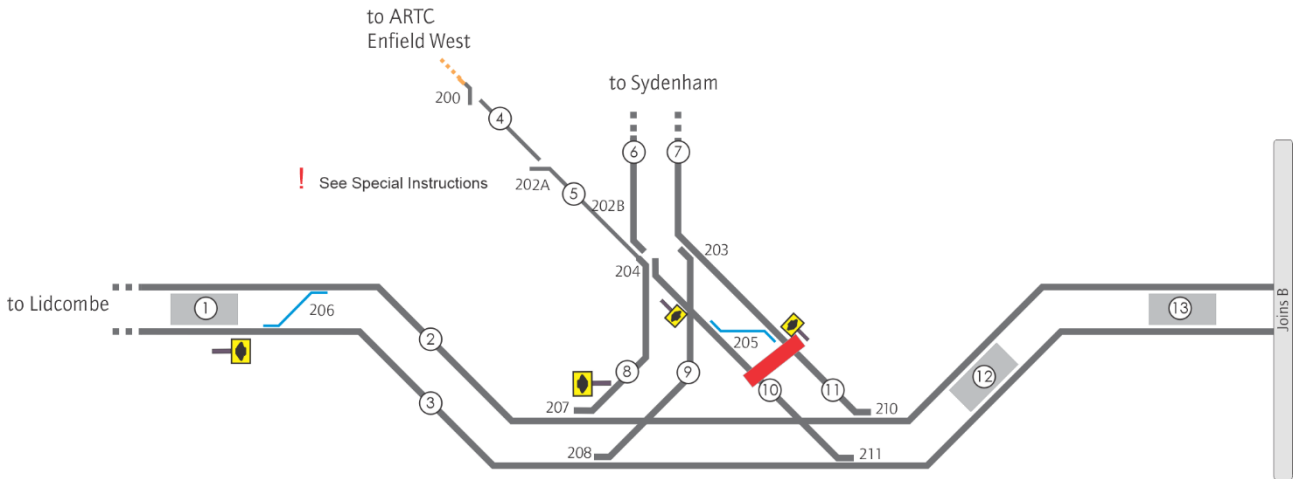 to ARTC
Enfield West
to Sydenham
200
4
6
7
! See Special Instructions
202A
5
202B
203
204
to Lidcombe
1
206
205
13
Joins B
2
8
9
12
3
10
11
207
210
208
211